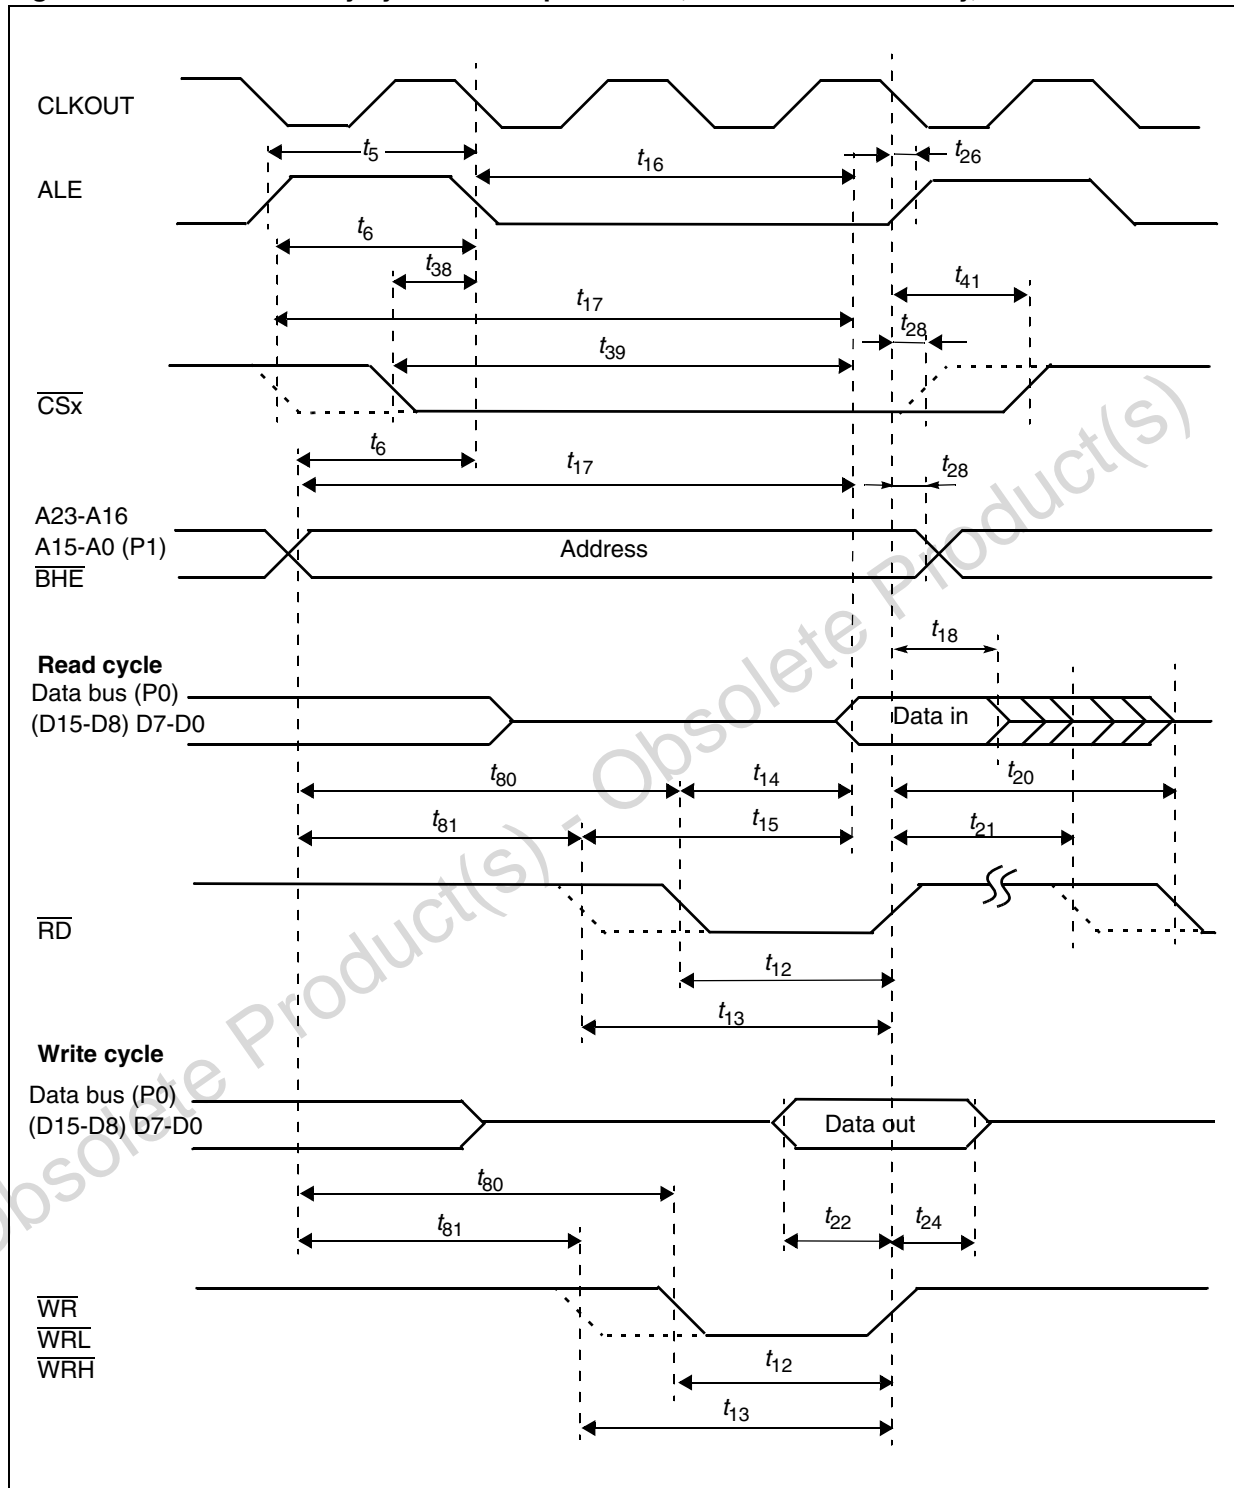 CLKOUT
t5
t16
t26
ALE
t6
t38
t41
t17
t28
t39
CSx
t6
t17
t28
A23-A16
A15-A0 (P1)
Address
BHE
t18
Read cycle
Data bus (P0)
(D15-D8) D7-D0
Data in
t80
t14
t20
t81
t15
t21
RD
t12
t13
Write cycle
Data bus (P0)
(D15-D8) D7-D0
Data out
t80
t22
t24
t81
WR
WRL
WRH
t12
t13
Obsolete Product(s) - Obsolete Product(s)